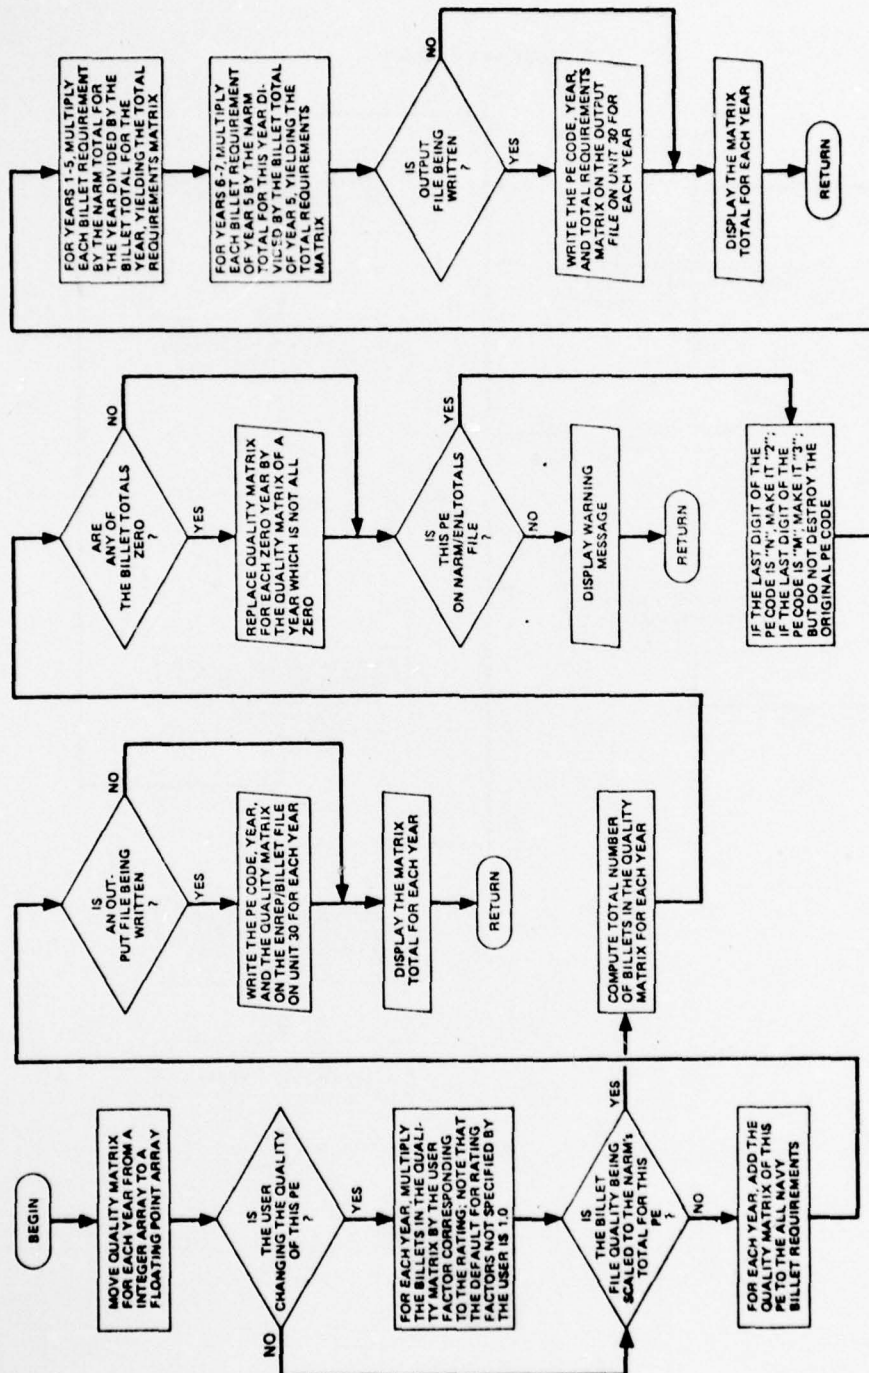 BEGIN
MOVE QUALITY MATRIX
FOR EACH YEAR FROM A
INTEGER ARRAY TO A
FLOATING POINT ARRAY
IS
THE USER
CHANGING THE QUALITY
OF THIS PE
?
NO
YES
FOR EACH YEAR, MULTIPLY
THE BILLETS IN THE QUALI-
TY MATRIX BY THE USER
FACTOR CORRESPONDING
TO THE RATING; NOTE THAT
THE DEFAULT FOR RATING
FACTORS NOT SPECIFIED BY
THE USER IS 1.0
IS
THE BILLET
FILE QUALITY BEING
SCALED TO THE NARM's
TOTAL FOR THIS
PE
?
YES
NO
FOR EACH YEAR, ADD THE
QUALITY MATRIX OF THIS
PE TO THE ALL NAVY
BILLET REQUIREMENTS
IS
AN OUT-
PUT FILE BEING
WRITTEN
?
NO
YES
WRITE THE PE CODE, YEAR,
AND THE QUALITY MATRIX
ON THE ENREP/BILLET FILE
ON UNIT 30 FOR EACH YEAR
DISPLAY THE MATRIX
TOTAL FOR EACH YEAR
RETURN
COMPUTE TOTAL NUMBER
OF BILLETS IN THE QUALITY
MATRIX FOR EACH YEAR
ARE
ANY OF
THE BILLET TOTALS
ZERO
?
NO
YES
REPLACE QUALITY MATRIX
FOR EACH ZERO YEAR BY
THE QUALITY MATRIX OF A
YEAR WHICH IS NOT ALL
ZERO
IS
THIS PE
ON NARM/ENL TOTALS
FILE
?
YES
NO
DISPLAY WARNING
MESSAGE
RETURN
IF THE LAST DIGIT OF THE
PE CODE IS "N", MAKE IT "2";
IF THE LAST DIGIT OF THE
PE CODE IS "M", MAKE IT "3";
BUT DO NOT DESTROY THE
ORIGINAL PE CODE
FOR YEARS 1-5, MULTIPLY
EACH BILLET REQUIREMENT
BY THE NARM TOTAL FOR
THE YEAR DIVIDED BY THE
BILLET TOTAL FOR THE
YEAR, YIELDING THE TOTAL
REQUIREMENTS MATRIX
FOR YEARS 6-7, MULTIPLY
EACH BILLET REQUIREMENT
OF YEAR 5 BY THE NARM
TOTAL FOR THIS YEAR DI-
VIDED BY THE BILLET TOTAL
OF YEAR 5, YIELDING THE
TOTAL REQUIREMENTS
MATRIX
IS
OUTPUT
FILE BEING
WRITTEN
?
NO
YES
WRITE THE PE CODE, YEAR,
AND TOTAL REQUIREMENTS
MATRIX ON THE OUTPUT
FILE ON UNIT 30 FOR
EACH YEAR
DISPLAY THE MATRIX
TOTAL FOR EACH YEAR
RETURN